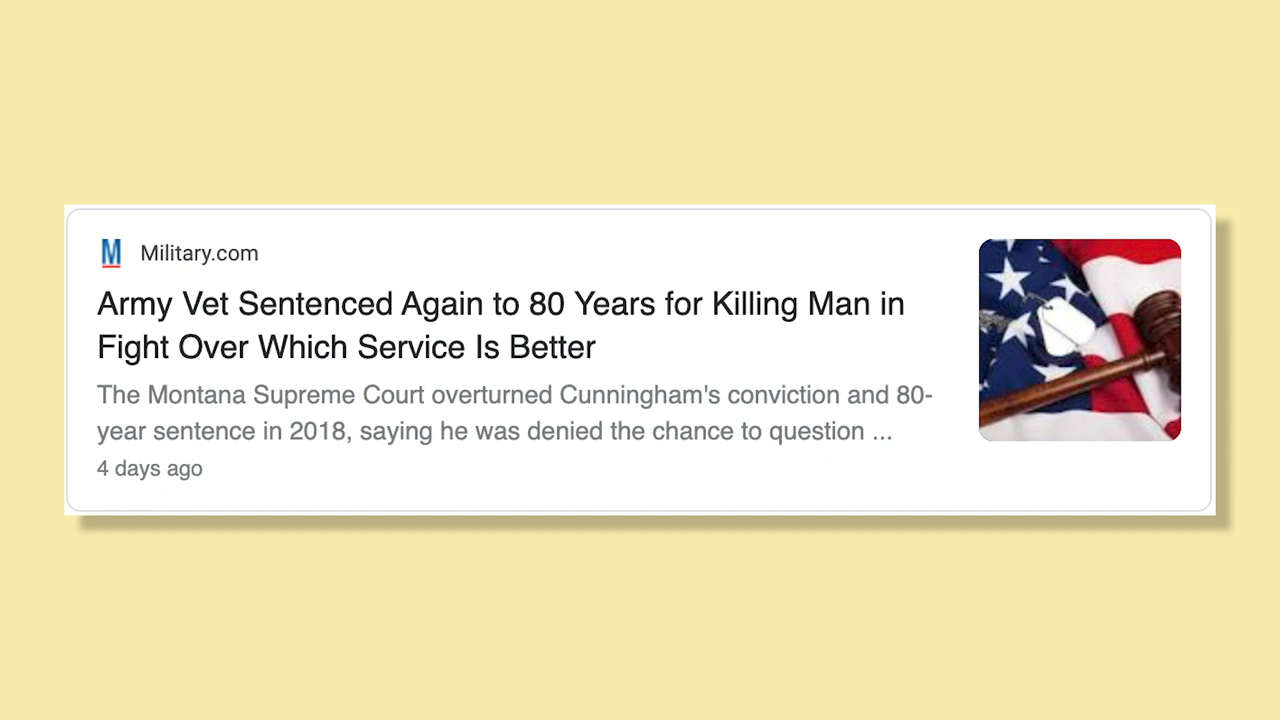 M Military.com
Army Vet Sentenced Again to 80 Years for Killing Man in
Fight Over Which Service Is Better
The Montana Supreme Court overturned Cunningham's conviction and 80-
year sentence in 2018, saying he was denied the chance to question ...
4 days ago